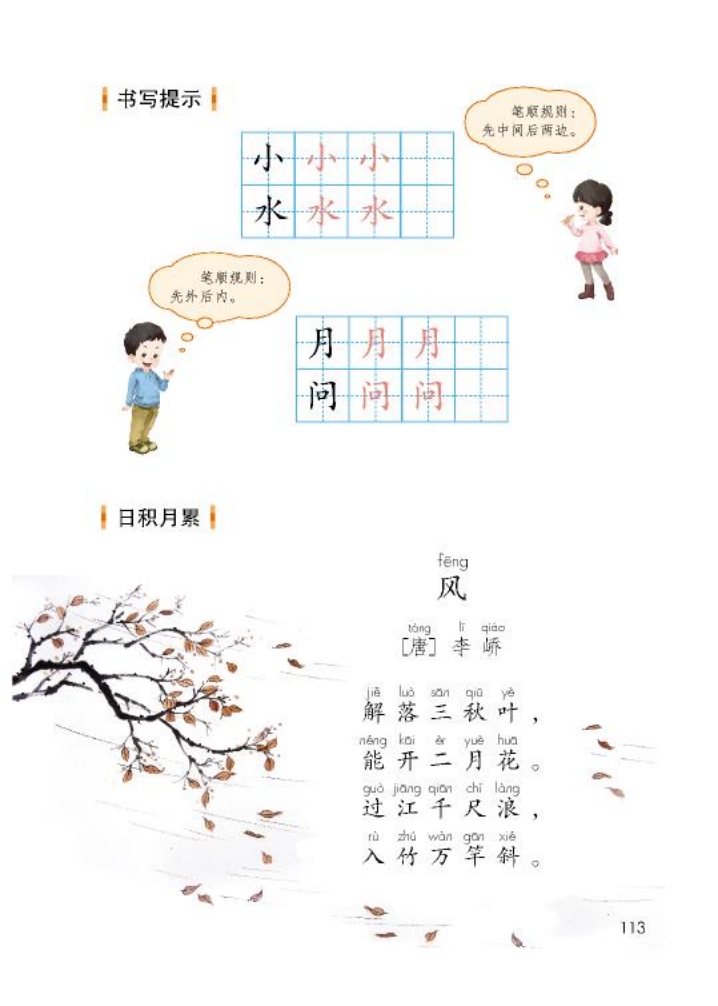 书写提示
笔顺规则：
先中间后两边。
小 小 小
水 水 水
笔顺规则：
先外后内。
月 月 月
问 问 问
日积月累
fēng
风
táng lǐ qiáo
[唐] 李 峤
jiě luò sān qiū yè
解 落 三 秋 叶 ，
néng kāi èr yuè huā
能 开 二 月 花 。
guò jiāng qiān chǐ làng
过 江 千 尺 浪 ，
rù zhú wàn gān xié
入 竹 万 竿 斜 。
113